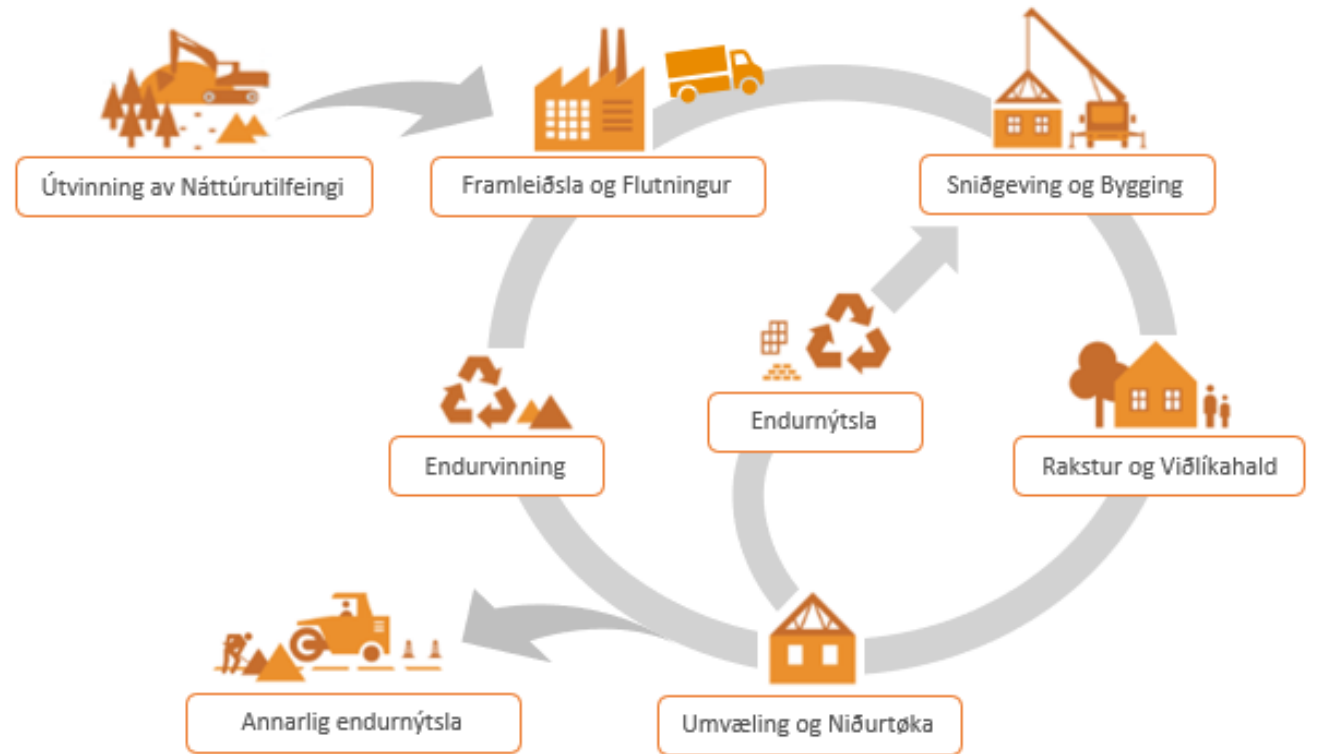 Útvinning av Náttúrutilfeingi
Framleiðsla og Flutningur
Sniðgeving og Bygging
Endurnýtsla
Endurvinning
Rakstur og Viðlíkahald
Annarlig endurnýtsla
Umvæling og Niðurtøka